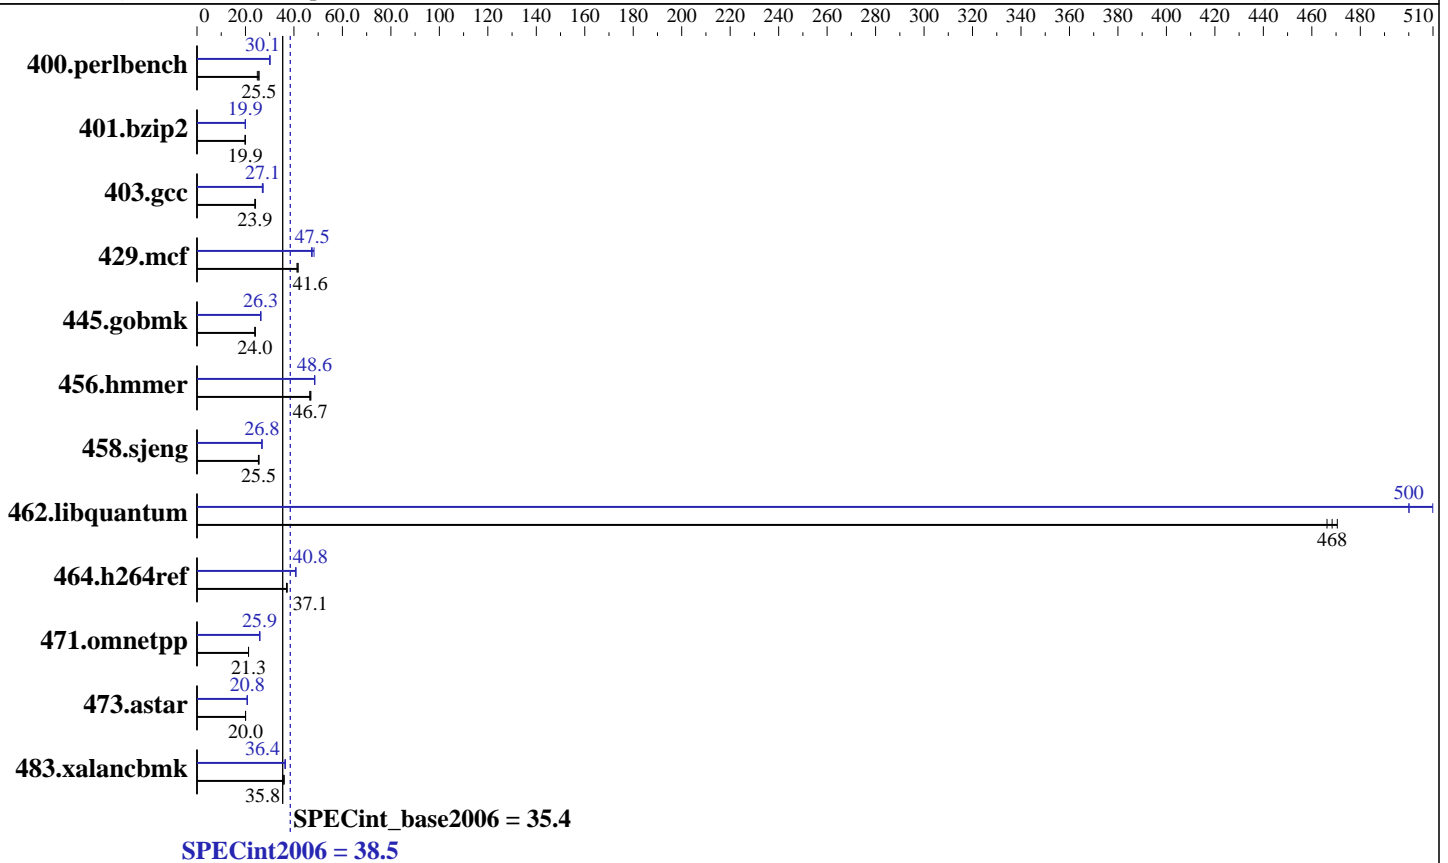 0 20.0 40.0 60.0 80.0 100 120 140 160 180 200 220 240 260 280 300 320 340 360 380 400 420 440 460 480 510
400.perlbench
30.1
25.5
401.bzip2
19.9
19.9
403.gcc
27.1
23.9
429.mcf
47.5
41.6
445.gobmk
26.3
24.0
456.hmmer
48.6
46.7
458.sjeng
26.8
25.5
462.libquantum
500
468
464.h264ref
40.8
37.1
471.omnetpp
25.9
21.3
473.astar
20.8
20.0
483.xalancbmk
36.4
35.8
SPECint_base2006 = 35.4
SPECint2006 = 38.5